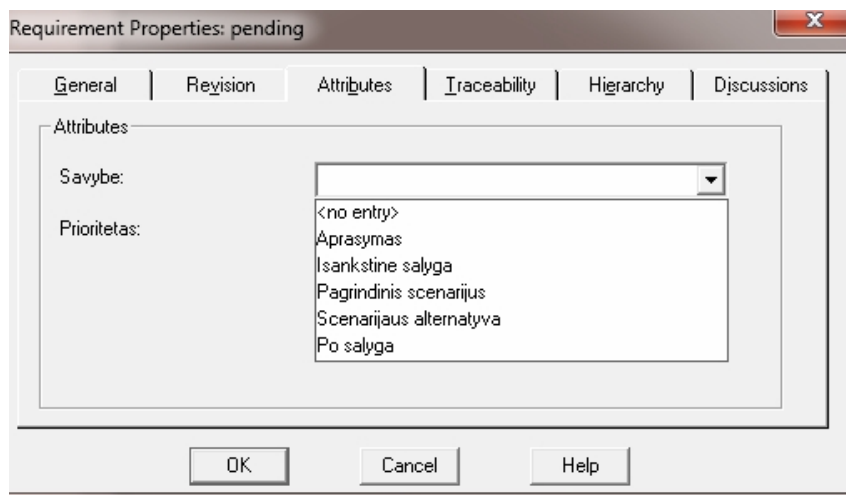 Requirement Properties: pending
General Revision Attributes Traceability Hierarchy Discussions
Attributes
Savybe:
<no entry>
Prioritetas:
Aprasymas
Isankstine salyga
Pagrindinis scenarijus
Scenarijaus alternatyva
Po salyga
OK Cancel Help